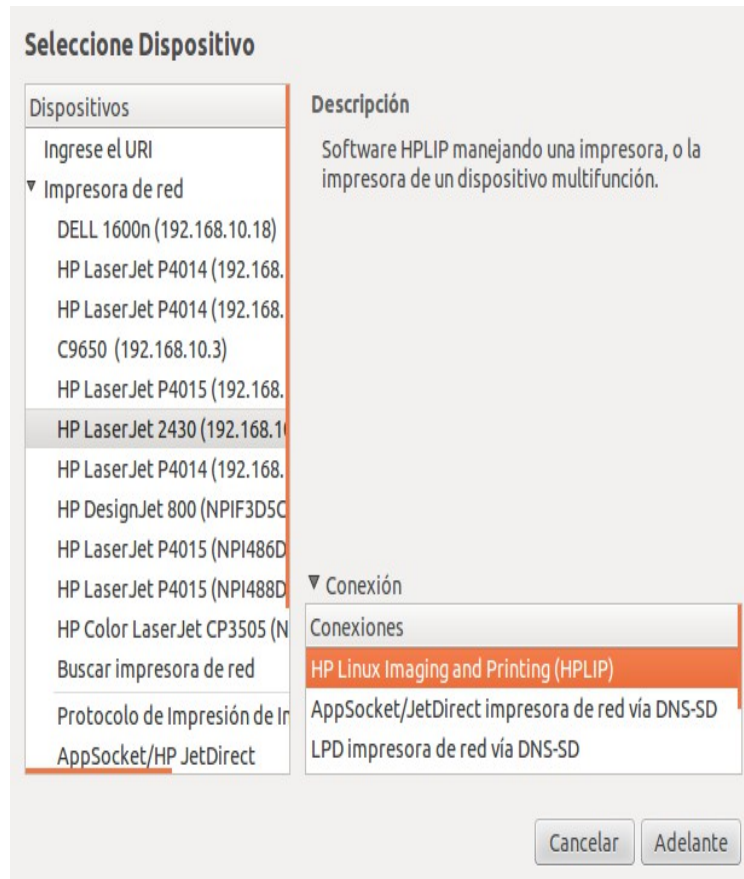 Seleccione Dispositivo
Dispositivos
Ingrese el URI
Impresora de red
DELL 1600n (192.168.10.18)
HP LaserJet P4014 (192.168.
HP LaserJet P4014 (192.168.
C9650 (192.168.10.3)
HP LaserJet P4015 (192.168.
HP LaserJet 2430 (192.168.10
HP LaserJet P4014 (192.168.
HP DesignJet 800 (NPIF3D5C
HP LaserJet P4015 (NPI486D
HP LaserJet P4015 (NPI488D
HP Color LaserJet CP3505 (N
Buscar impresora de red
Protocolo de Impresión de In
AppSocket/HP JetDirect
Descripción
Software HPLIP manejando una impresora, o la
impresora de un dispositivo multifunción.
Conexión
Conexiones
HP Linux Imaging and Printing (HPLIP)
AppSocket/JetDirect impresora de red vía DNS-SD
LPD impresora de red vía DNS-SD
Cancelar
Adelante